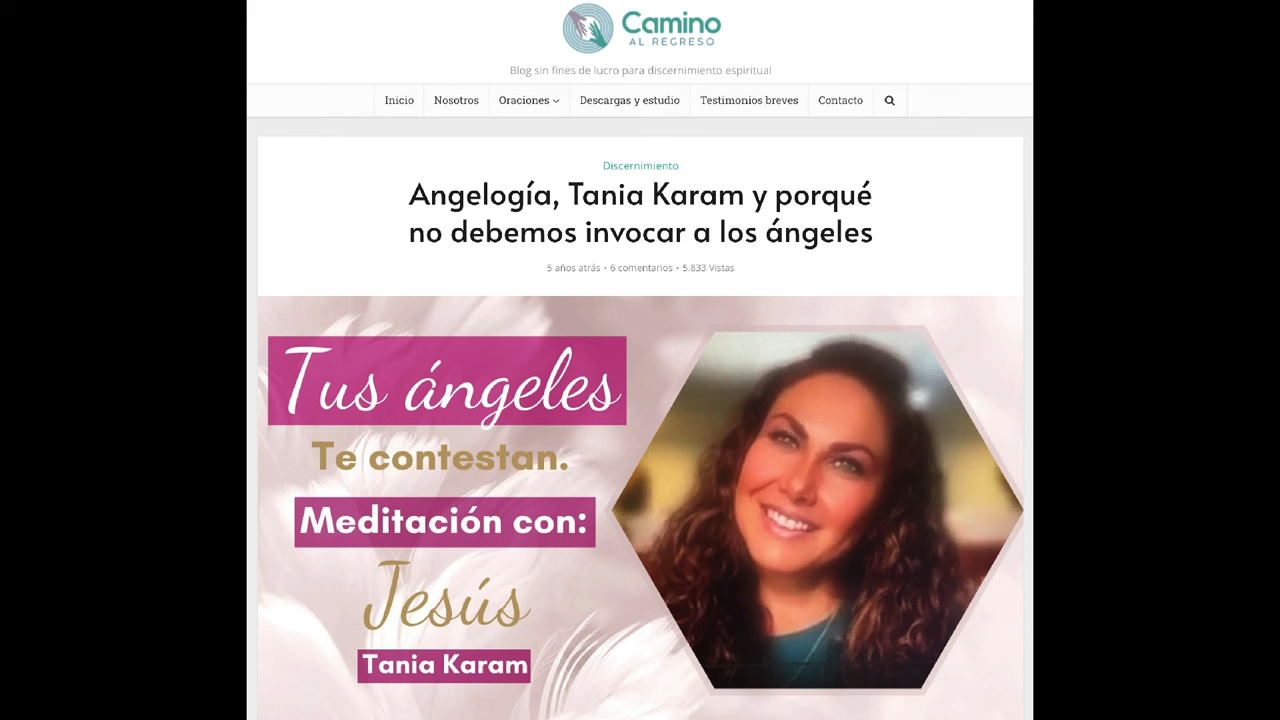 Camino
AL REGRESO
Blog sin fines de lucro para discernimiento espiritual
Inicio Nosotros Oraciones Descargas y estudio Testimonios breves Contacto
Discernimiento
Angelogía, Tania Karam y porqué
no debemos invocar a los ángeles
5 años atrás • 6 comentarios • 5.833 Vistas
Tus ángeles
Te contestan.
Meditación con:
Jesús
Tania Karam